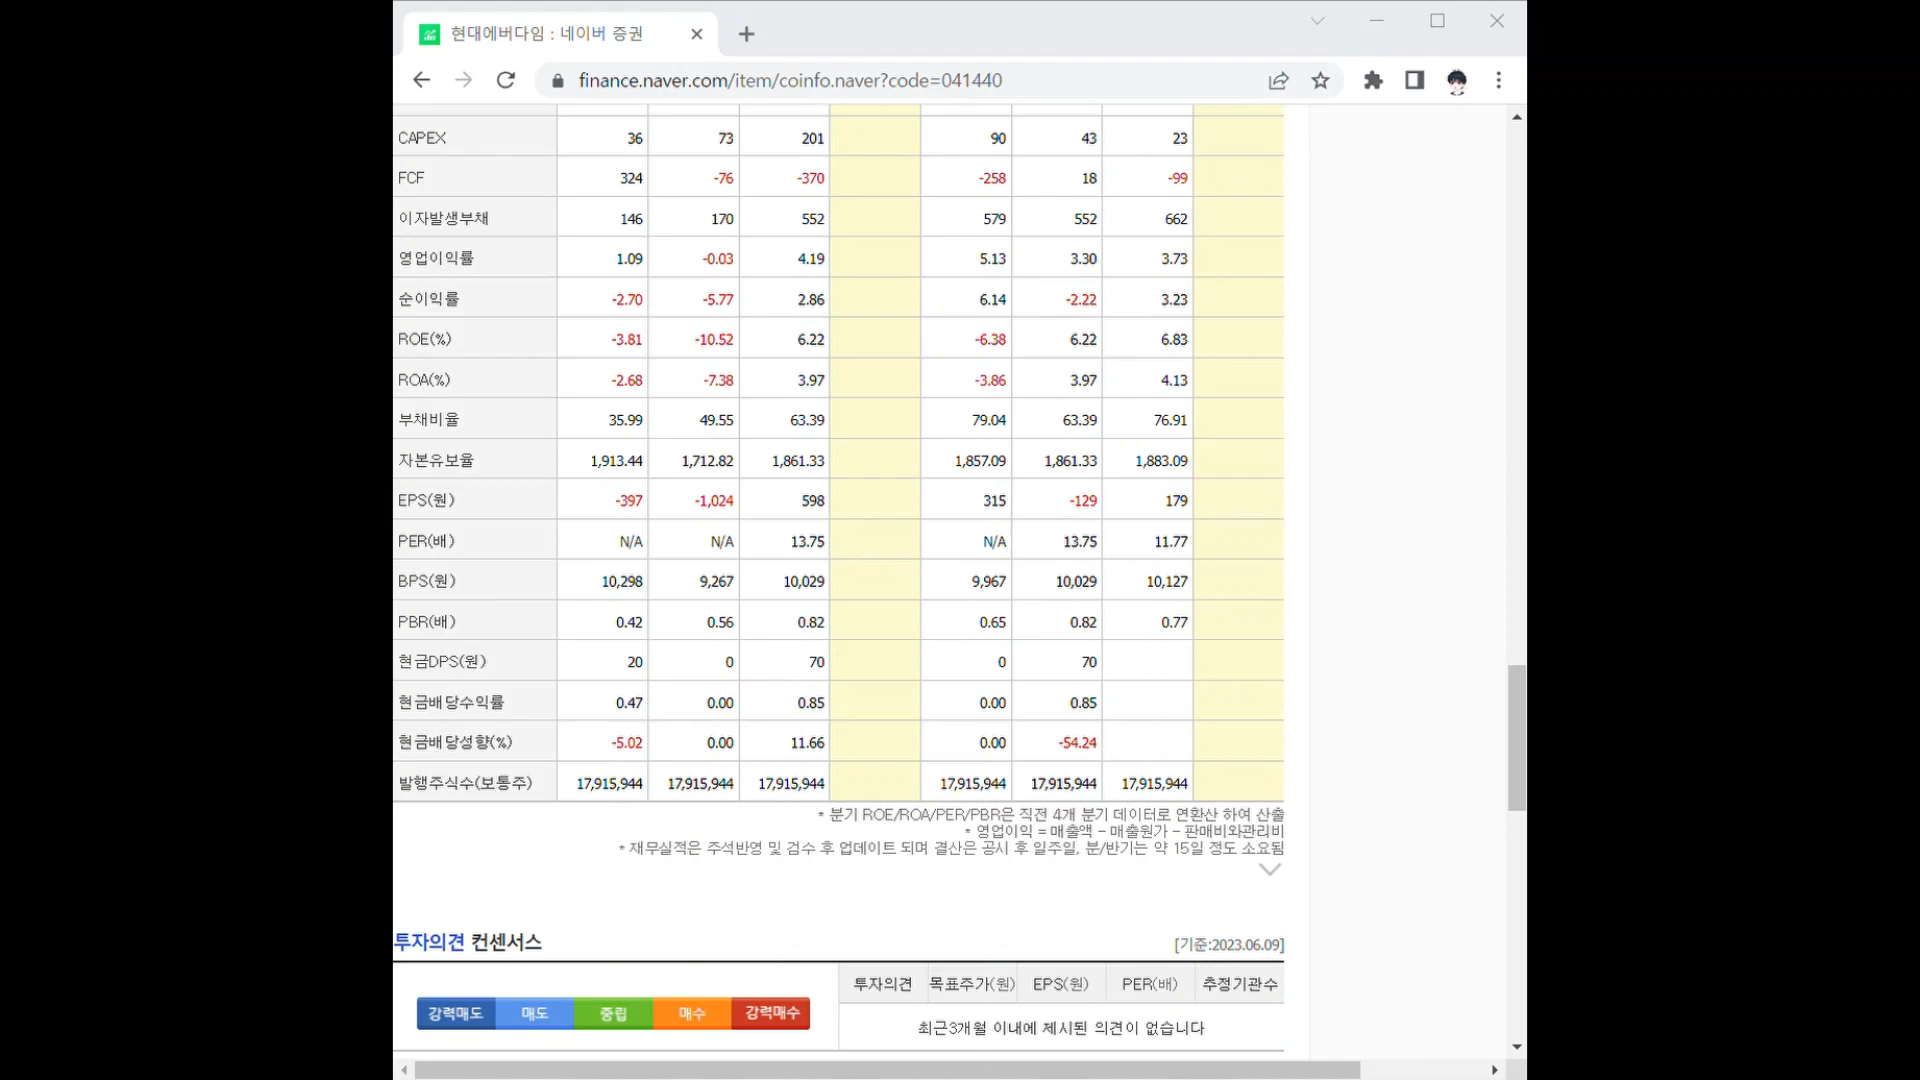 현대에버다임 : 네이버 증권
finance.naver.com/item/coinfo.naver?code=041440
CAPEX 36 73 201 90 43 23
FCF 324 -76 -370 -258 18 -99
이자발생부채 146 170 552 579 552 662
영업이익률 1.09 -0.03 4.19 5.13 3.30 3.73
순이익률 -2.70 -5.77 2.86 6.14 -2.22 3.23
ROE(%) -3.81 -10.52 6.22 -6.38 6.22 6.83
ROA(%) -2.68 -7.38 3.97 -3.86 3.97 4.13
부채비율 35.99 49.55 63.39 79.04 63.39 76.91
자본유보율 1,913.44 1,712.82 1,861.33 1,857.09 1,861.33 1,883.09
EPS(원) -397 -1,024 598 315 -129 179
PER(배) N/A N/A 13.75 N/A 13.75 11.77
BPS(원) 10,298 9,267 10,029 9,967 10,029 10,127
PBR(배) 0.42 0.56 0.82 0.65 0.82 0.77
현금DPS(원) 20 0 70 0 70
현금배당수익률 0.47 0.00 0.85 0.00 0.85
현금배당성향(%) -5.02 0.00 11.66 0.00 -54.24
발행주식수(보통주) 17,915,944 17,915,944 17,915,944 17,915,944 17,915,944 17,915,944
* 분기 ROE/ROA/PER/PBR은 직전 4개 분기 데이터로 연환산 하여 산출
* 영업이익 = 매출액 - 매출원가 - 판매비와관리비
* 재무실적은 주석반영 및 검수 후 업데이트 되며 결산은 공시 후 일주일, 분/반기는 약 15일 정도 소요됨
투자의견 컨센서스 [기준:2023.06.09]
투자의견 목표주가(원) EPS(원) PER(배) 추정기관수
강력매도 매도 중립 매수 강력매수
최근3개월 이내에 제시된 의견이 없습니다